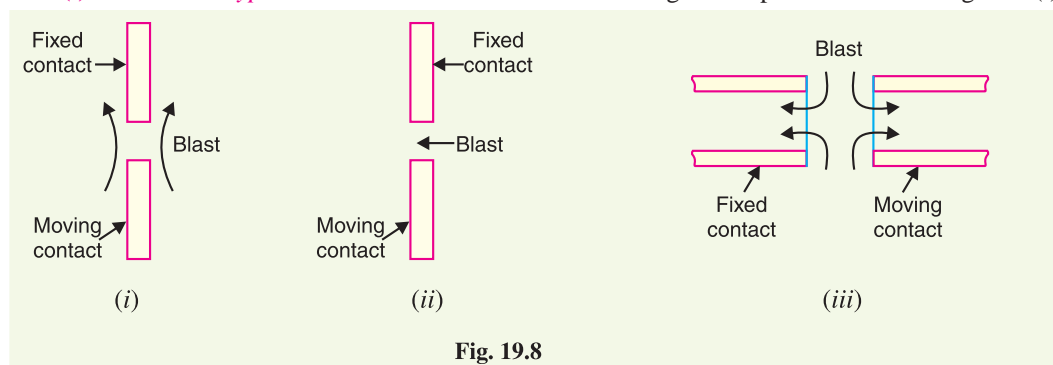 Fixed
contact
Blast
Moving
contact
(i)
Fixed
contact
Blast
Moving
contact
(ii)
Blast
Fixed
contact
Moving
contact
(iii)
Fig. 19.8